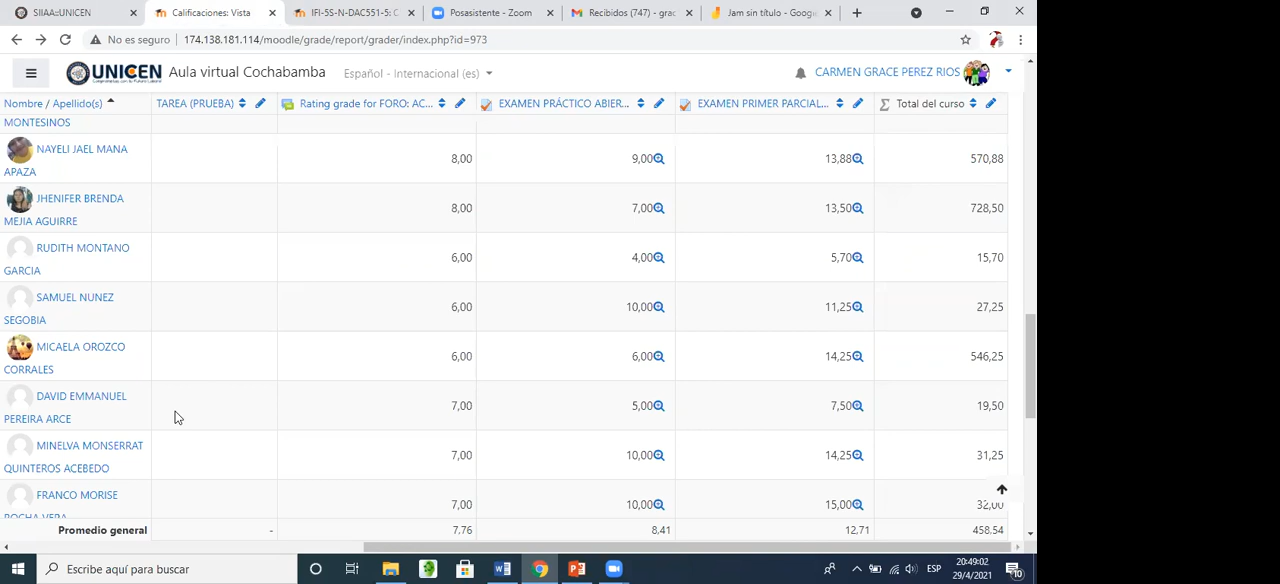 SIIAA::UNICEN
Calificaciones: Vista
IFI-5S-N-DAC551-5: C
Posasistente - Zoom
Recibidos (747) - grac
Jam sin título - Google
No es seguro | 174.138.181.114/moodle/grade/report/grader/index.php?id=973
UNICEN Aula virtual Cochabamba Español - Internacional (es) CARMEN GRACE PEREZ RIOS
Nombre / Apellido(s) TAREA (PRUEBA) Rating grade for FORO: AC... EXAMEN PRÁCTICO ABIER... EXAMEN PRIMER PARCIAL... Total del curso
MONTESINOS
NAYELI JAEL MANA
APAZA
8,00 9,00 13,88 570,88
JHENIFER BRENDA
MEJIA AGUIRRE
8,00 7,00 13,50 728,50
RUDITH MONTANO
GARCIA
6,00 4,00 5,70 15,70
SAMUEL NUNEZ
SEGOBIA
6,00 10,00 11,25 27,25
MICAELA OROZCO
CORRALES
6,00 6,00 14,25 546,25
DAVID EMMANUEL
PEREIRA ARCE
7,00 5,00 7,50 19,50
MINELVA MONSERRAT
QUINTEROS ACEBEDO
7,00 10,00 14,25 31,25
FRANCO MORISE
ROCHA VERA
7,00 10,00 15,00 32,00
Promedio general - 7,76 8,41 12,71 458,54
Escribe aquí para buscar
ESP
20:49:02
29/4/2021
10